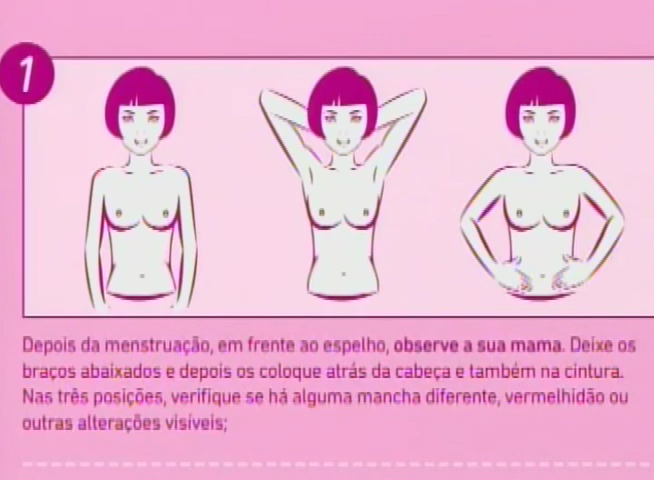 1
Depois da menstruação, em frente ao espelho, observe a sua mama. Deixe os
braços abaixados e depois os coloque atrás da cabeça e também na cintura.
Nas três posições, verifique se há alguma mancha diferente, vermelhidão ou
outras alterações visíveis;